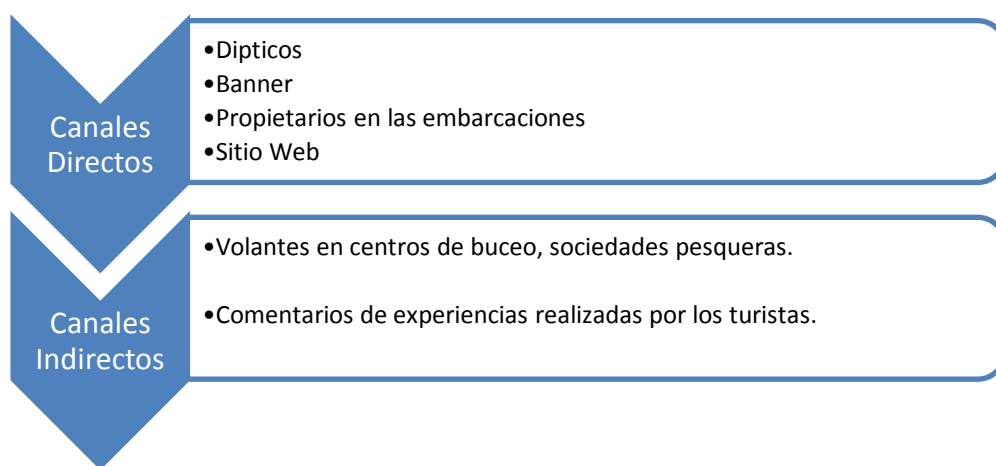 Canales
Directos
•Dipticos
•Banner
•Propietarios en las embarcaciones
•Sitio Web
Canales
Indirectos
•Volantes en centros de buceo, sociedades pesqueras.
•Comentarios de experiencias realizadas por los turistas.